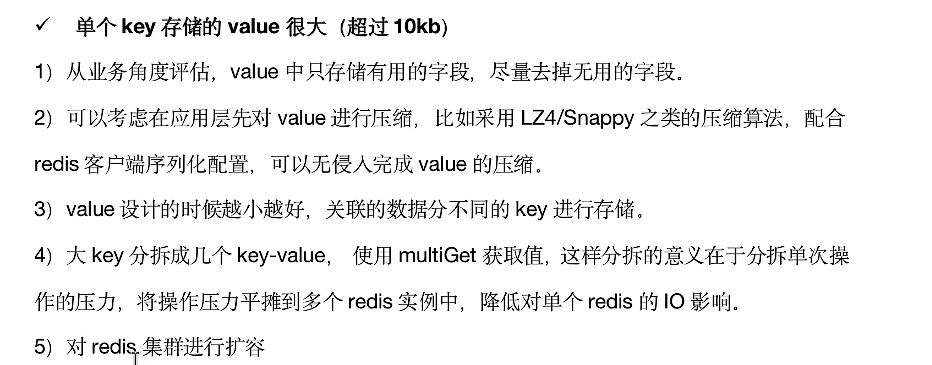 ✓ 单个 key 存储的 value 很大（超过 10kb）
1）从业务角度评估，value 中只存储有用的字段，尽量去掉无用的字段。
2）可以考虑在应用层先对 value 进行压缩，比如采用 LZ4/Snappy 之类的压缩算法，配合
redis 客户端序列化配置，可以无侵入完成 value 的压缩。
3）value 设计的时候越小越好，关联的数据分不同的 key 进行存储。
4）大 key 分拆成几个 key-value， 使用 multiGet 获取值，这样分拆的意义在于分拆单次操
作的压力，将操作压力平摊到多个 redis 实例中，降低对单个 redis 的 IO 影响。
5）对 redis 集群进行扩容